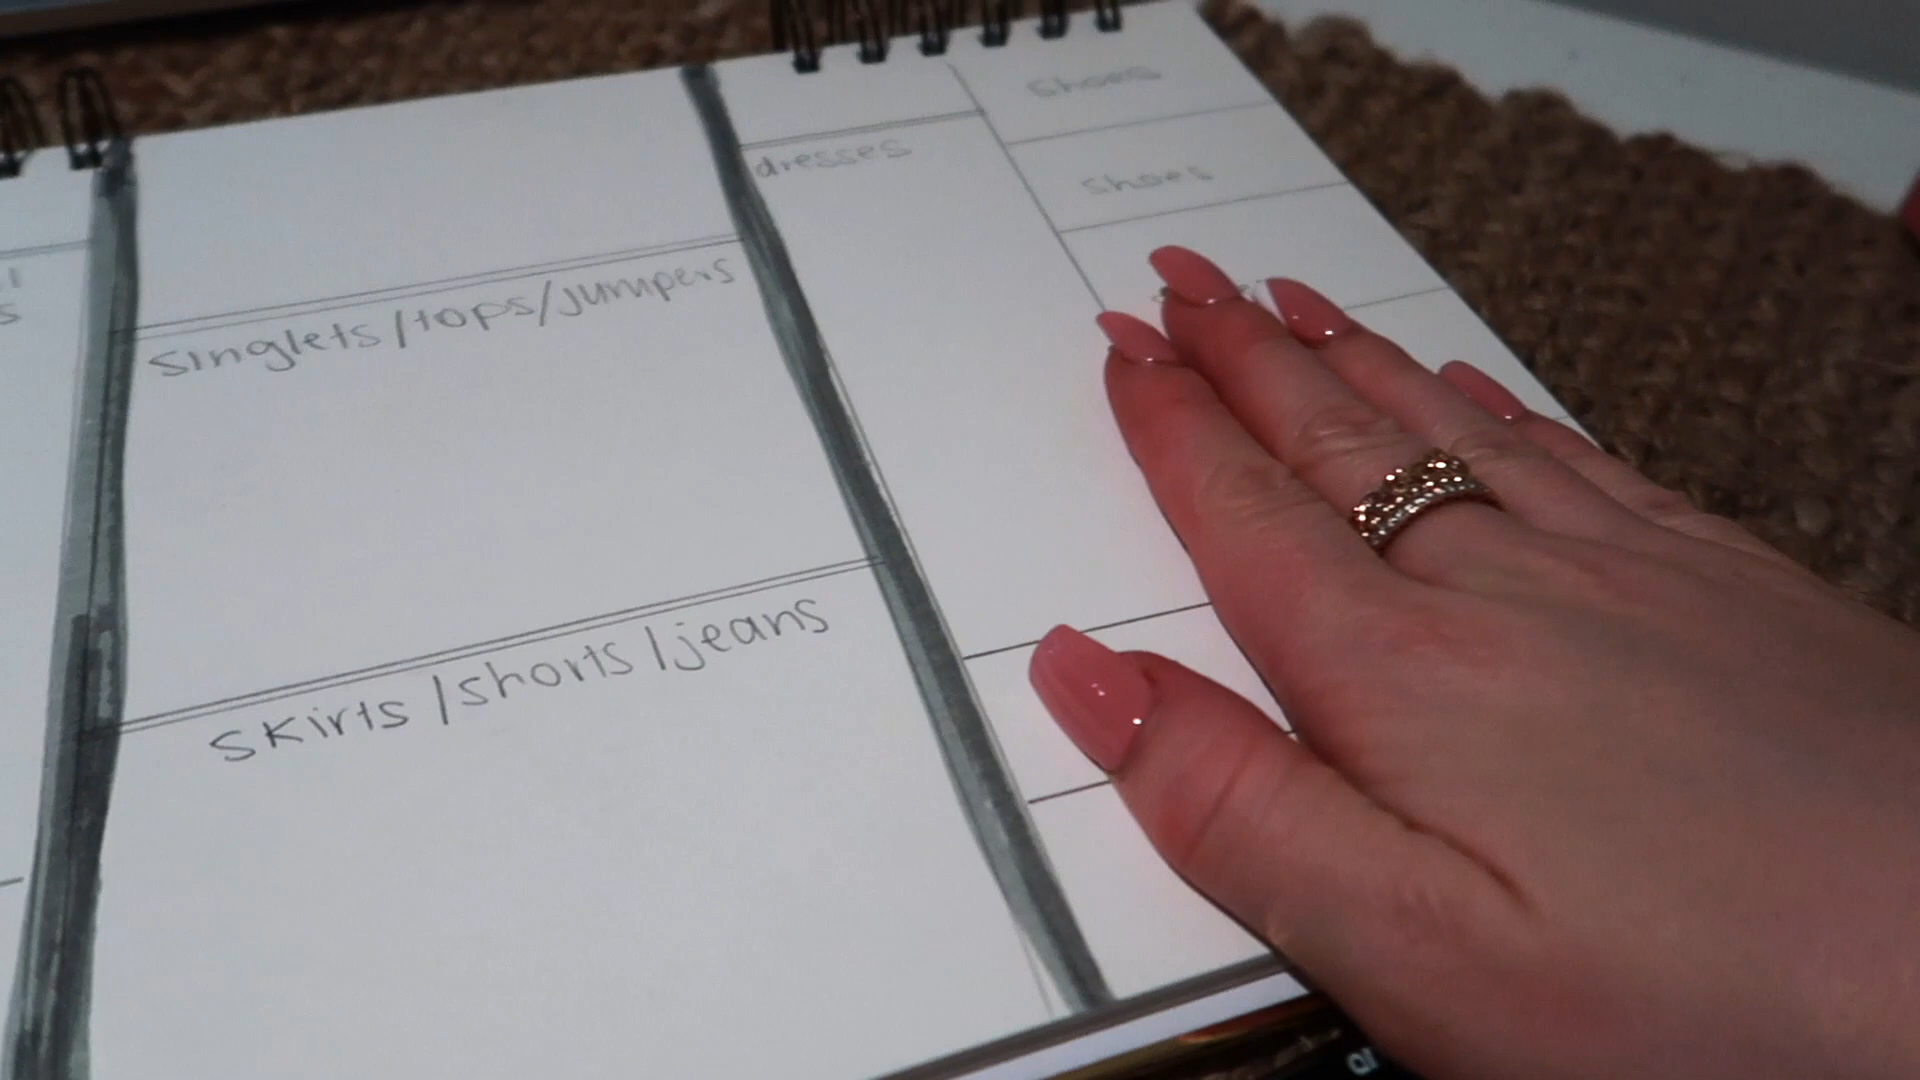 shoes
dresses
shoes
singlets/tops/jumpers
skirts/shorts/jeans